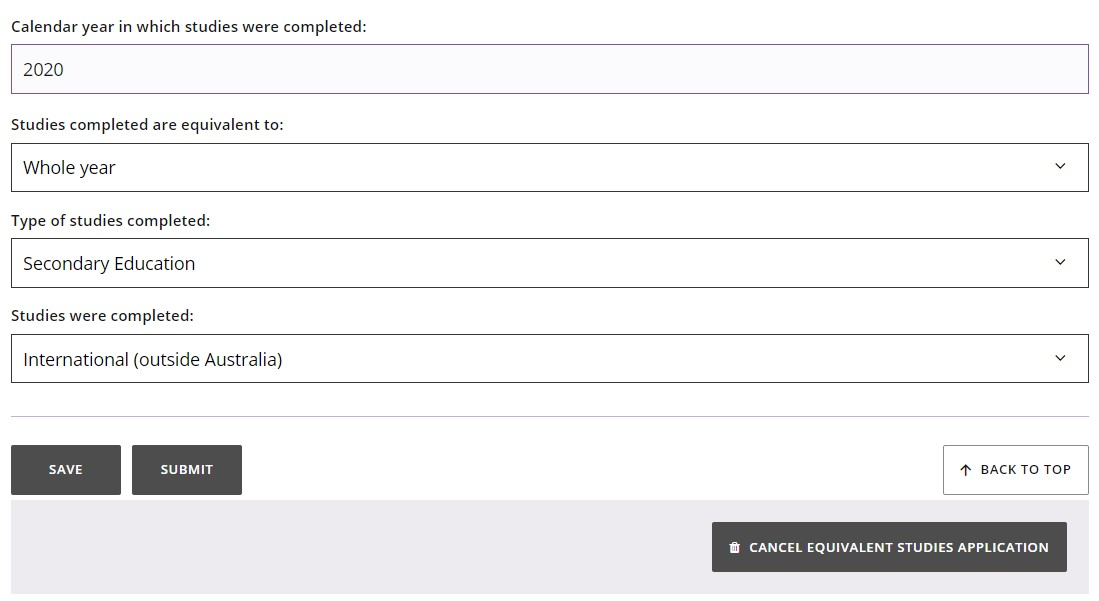 Calendar year in which studies were completed:
2020
Studies completed are equivalent to:
Whole year
Type of studies completed:
Secondary Education
Studies were completed:
International (outside Australia)
SAVE
SUBMIT
BACK TO TOP
CANCEL EQUIVALENT STUDIES APPLICATION